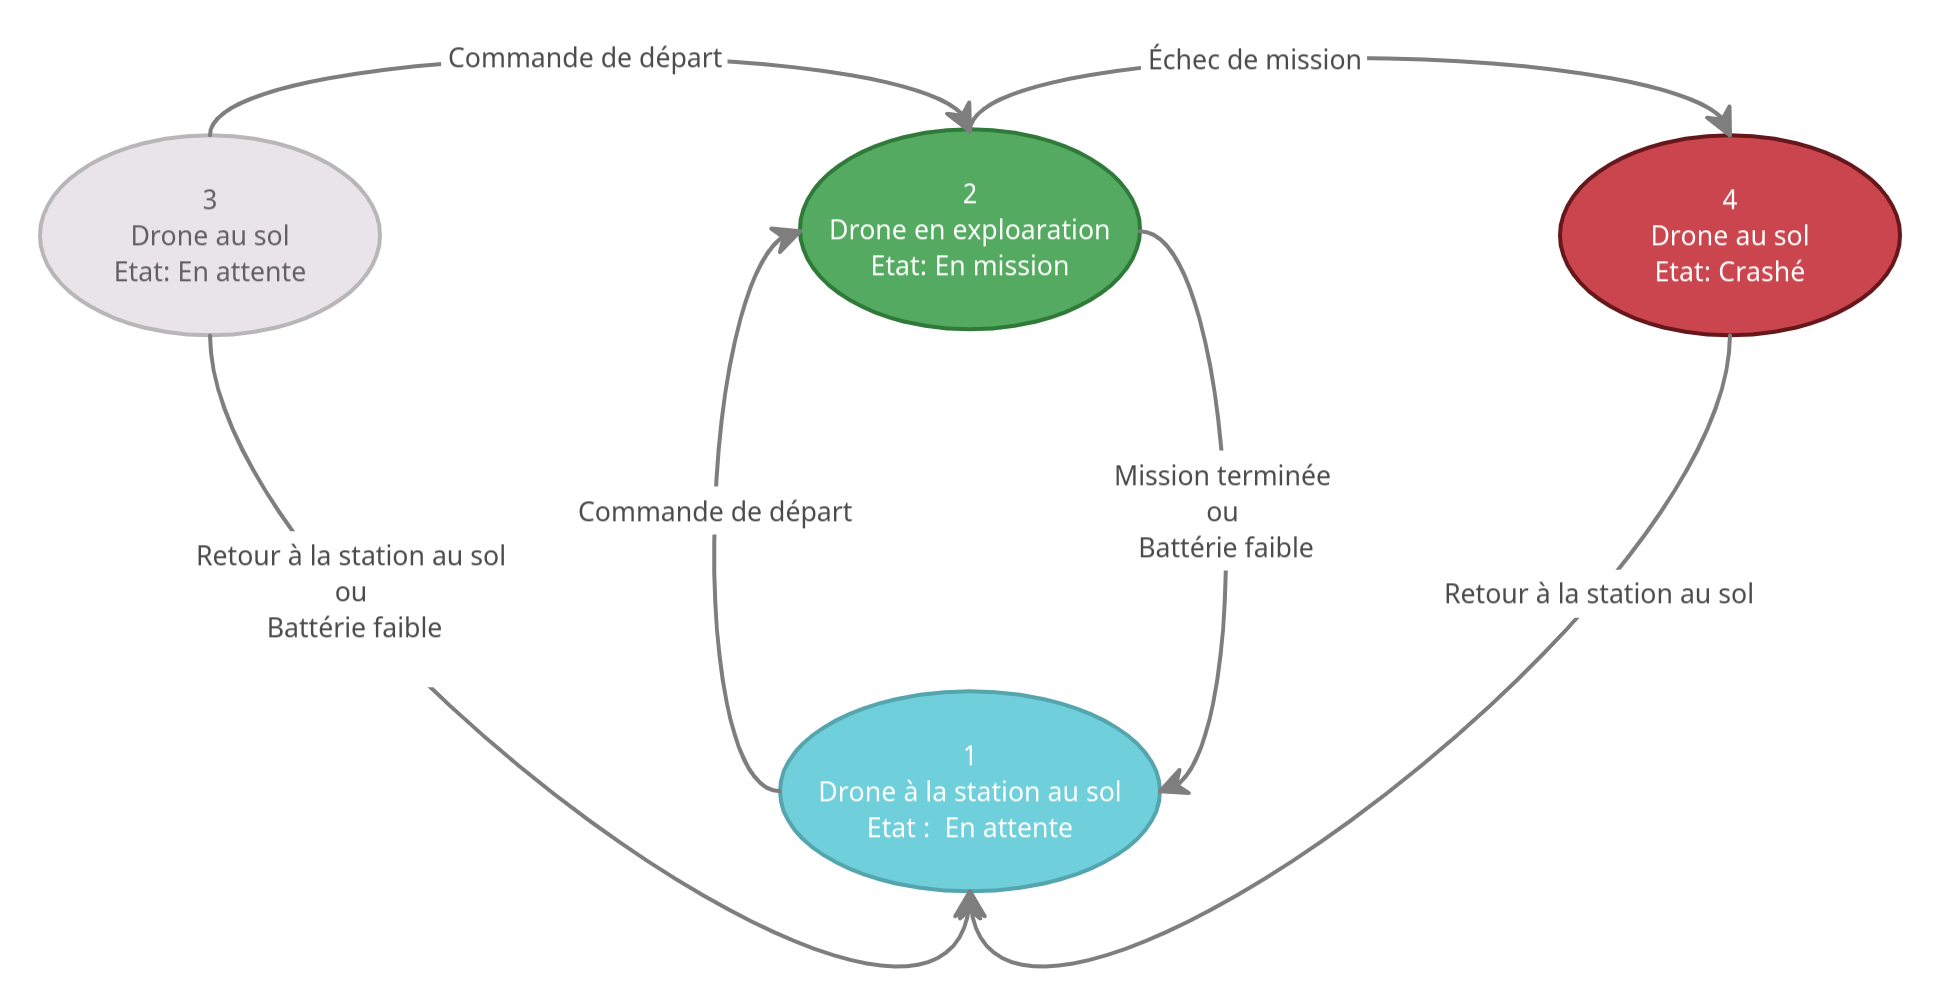 Commande de départ
Échec de mission
3
Drone au sol
Etat: En attente
2
Drone en exploaration
Etat: En mission
4
Drone au sol
Etat: Crashé
Commande de départ
Mission terminée
ou
Battérie faible
Retour à la station au sol
ou
Battérie faible
Retour à la station au sol
1
Drone à la station au sol
Etat :  En attente